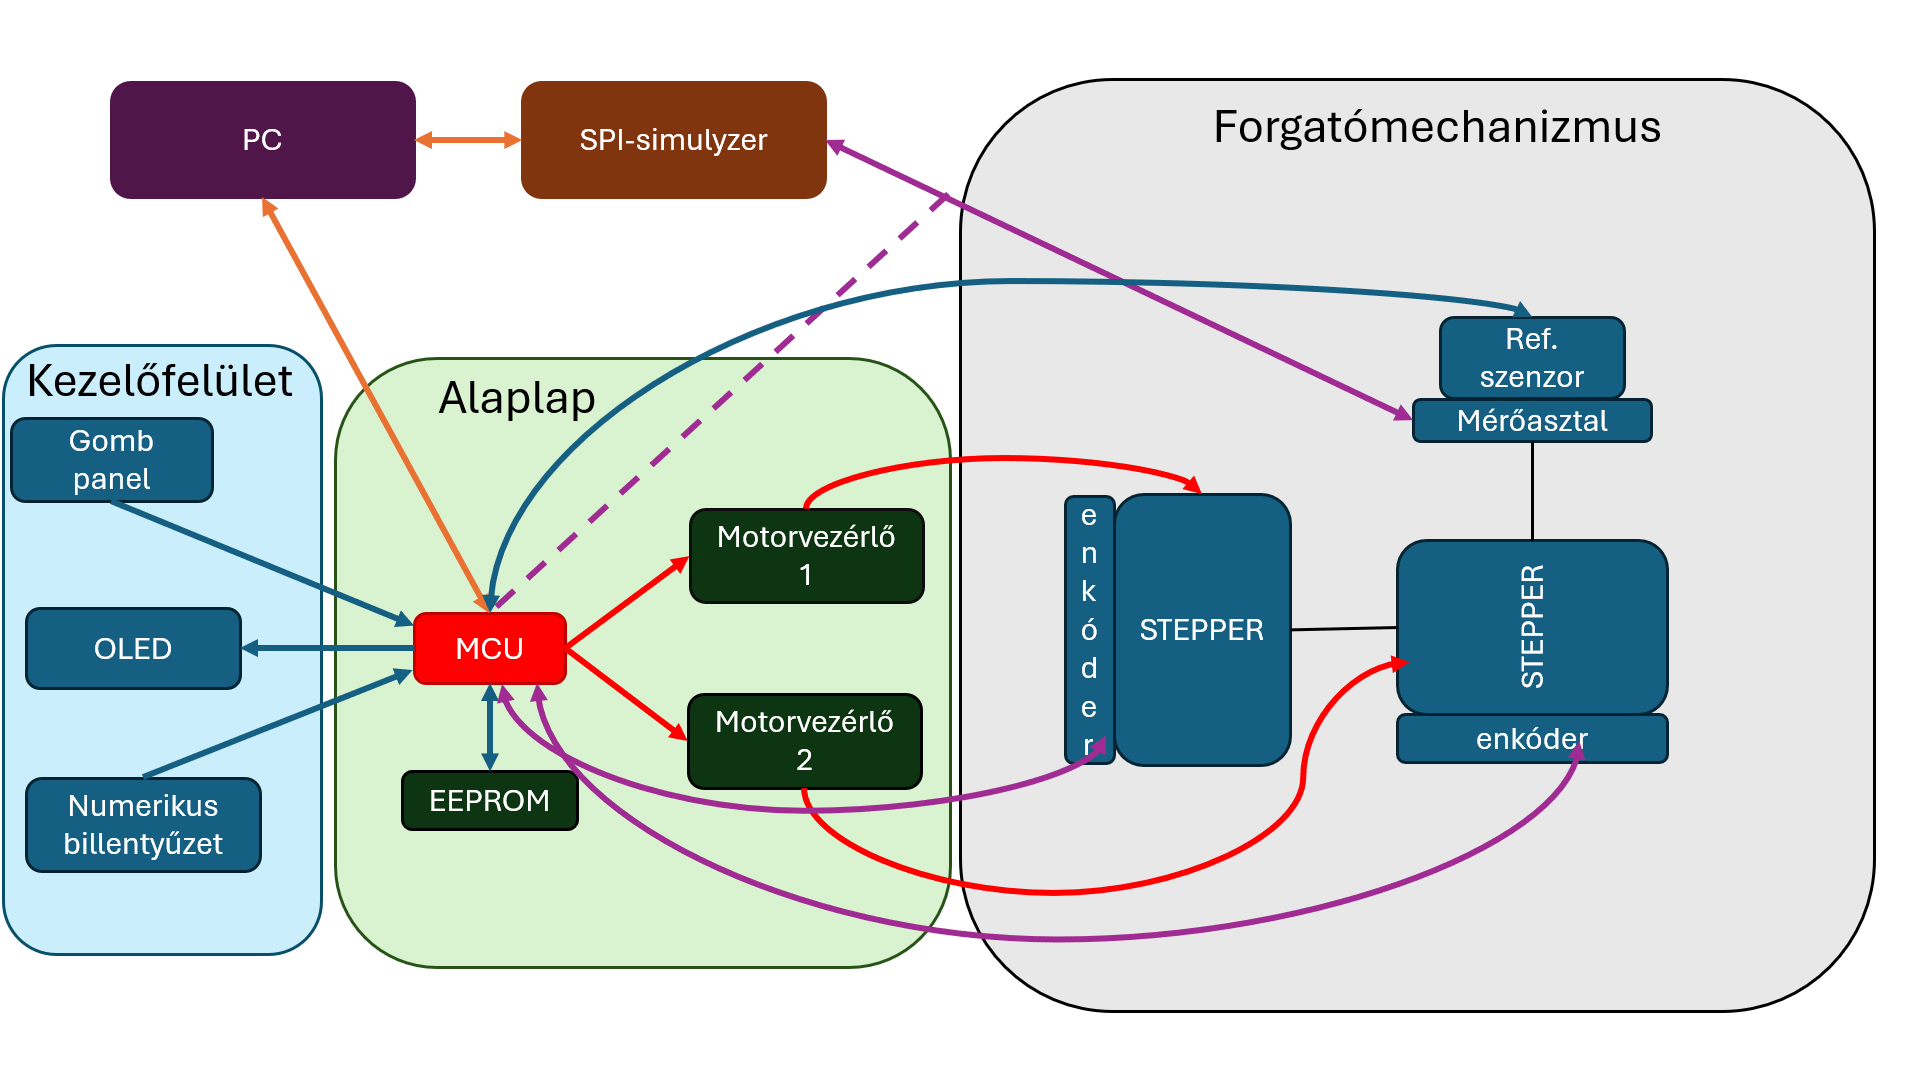 PC
SPI-simulyzer
Forgatómechanizmus
Kezelőfelület
Gomb
panel
OLED
Numerikus
billentyűzet
Alaplap
MCU
EEPROM
Motorvezérlő
1
Motorvezérlő
2
Ref.
szenzor
Mérőasztal
e
n
k
ó
d
e
r
STEPPER
STEPPER
enkóder